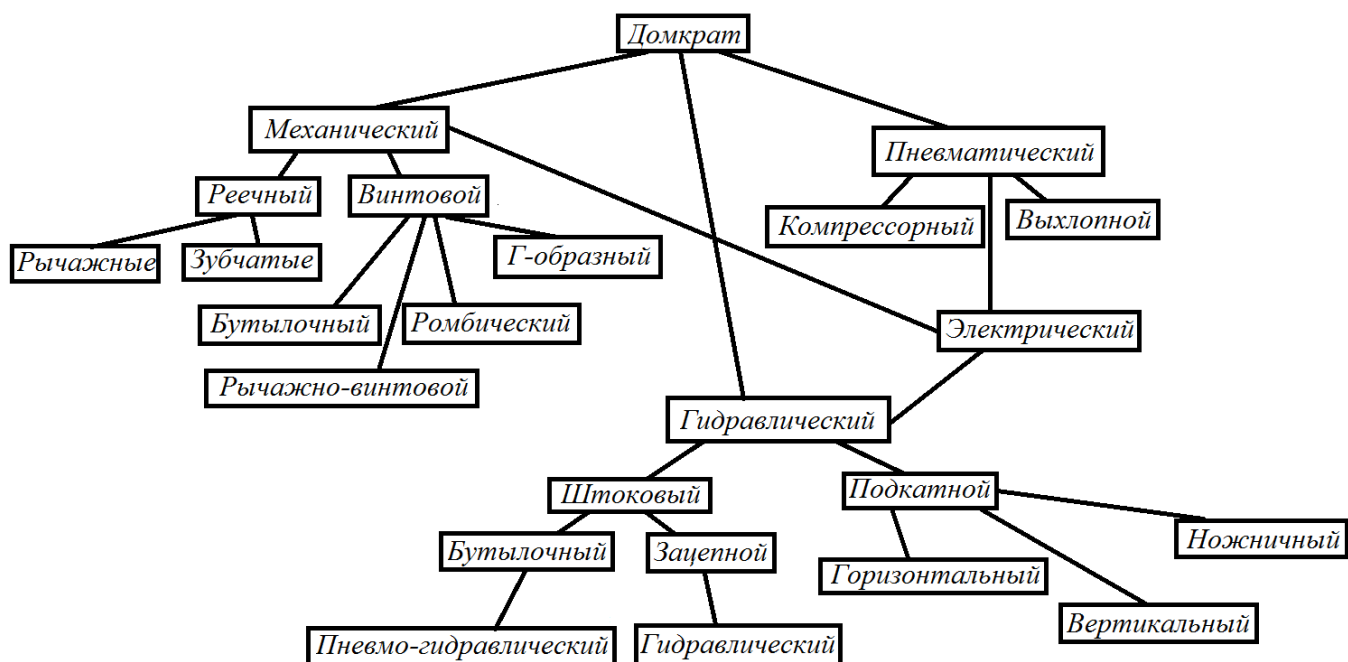 Домкрат
Механический
Пневматический
Реечный
Винтовой
Компрессорный
Выхлопной
Рычажные
Зубчатые
Г-образный
Бутылочный
Ромбический
Электрический
Рычажно-винтовой
Гидравлический
Штоковый
Подкатной
Бутылочный
Зацепной
Ножничный
Горизонтальный
Вертикальный
Пневмо-гидравлический
Гидравлический